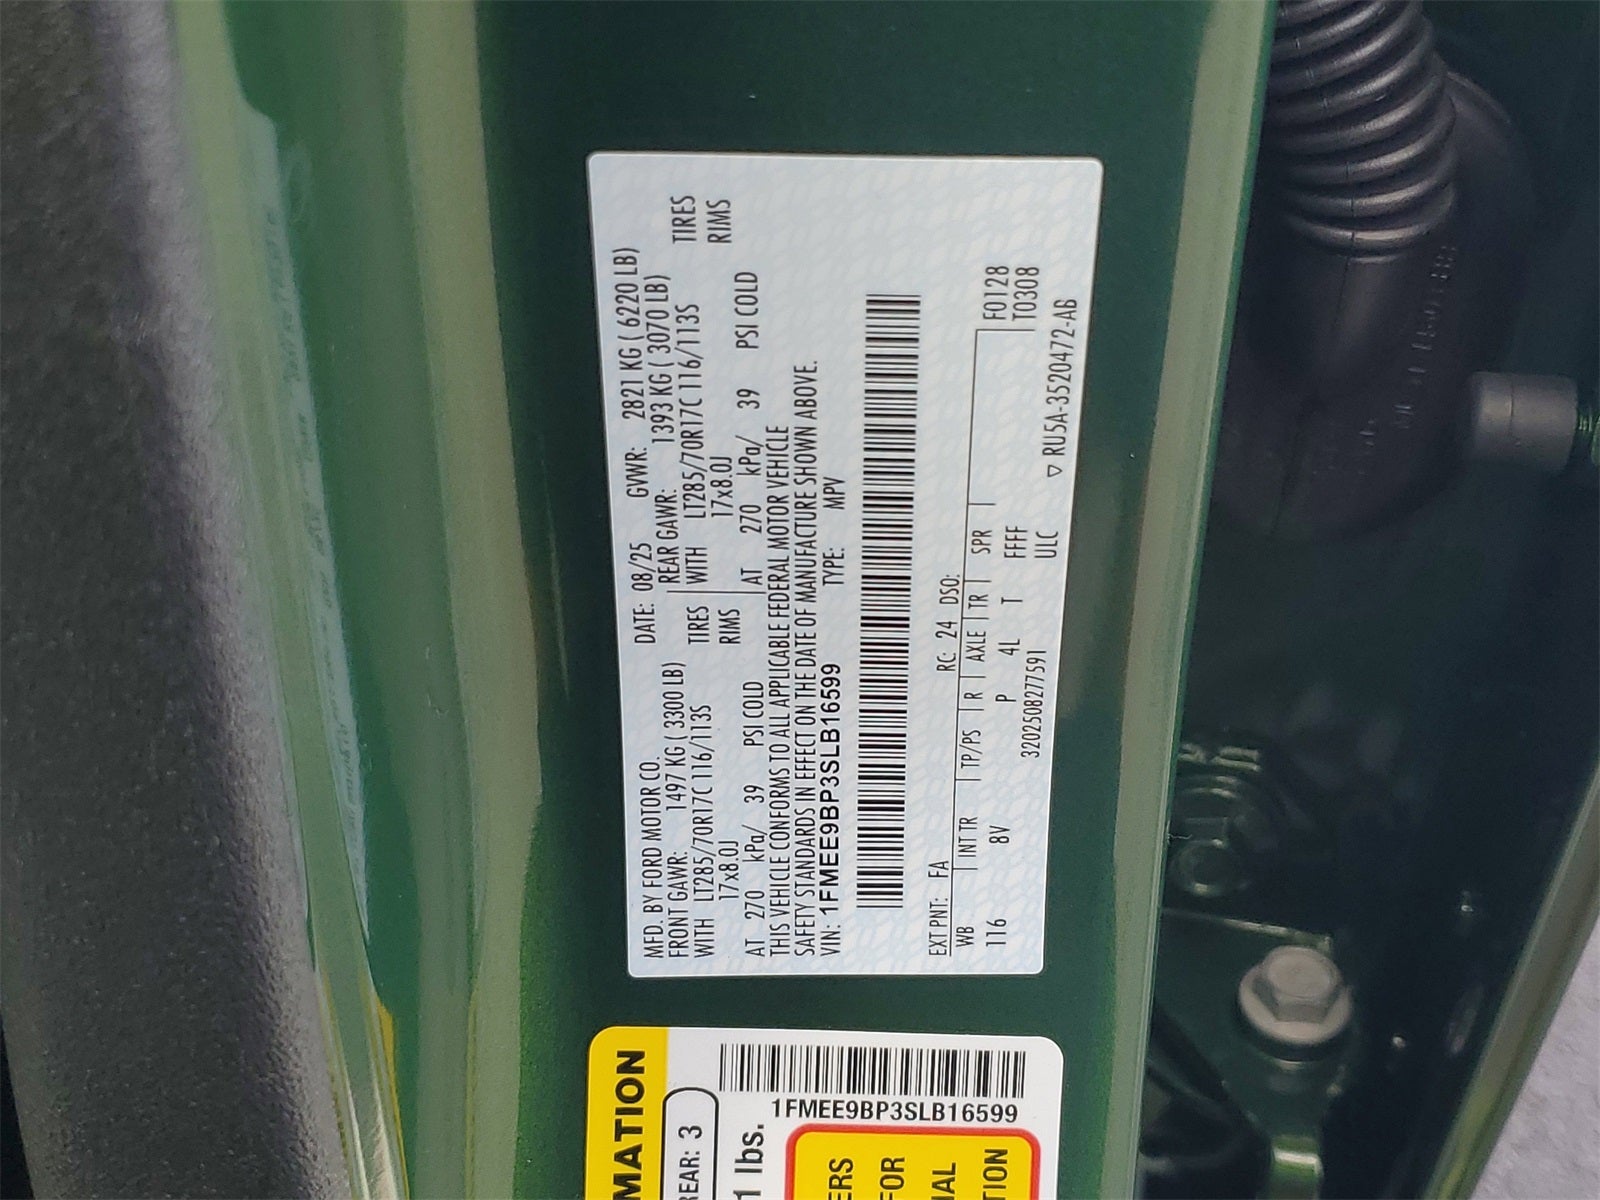 MFD. BY FORD MOTOR CO.
DATE: 08/25 GVWR: 2821 KG ( 6220 LB)
FRONT GAWR: 1497 KG ( 3300 LB)
REAR GAWR: 1393 KG ( 3070 LB)
WITH LT285/70R17C 116/113S TIRES
WITH LT285/70R17C 116/113S TIRES
17x8.0J RIMS
17x8.0J RIMS
AT 270 kPa/ 39 PSI COLD
AT 270 kPa/ 39 PSI COLD
THIS VEHICLE CONFORMS TO ALL APPLICABLE FEDERAL MOTOR VEHICLE
SAFETY STANDARDS IN EFFECT ON THE DATE OF MANUFACTURE SHOWN ABOVE.
VIN: 1FMEE9BP3SLB16599 TYPE: MPV
EXT PNT: FA RC: 24 DSO:
WB INT TR TP/PS R AXLE TR SPR F0128
116 8V P 4L T FFFF T0308
3202508277591 ULC
▽ RU5A-3520472-AB
MATION
REAR: 3
1 lbs.
1FMEE9BP3SLB16599
ERS
FOR
TION